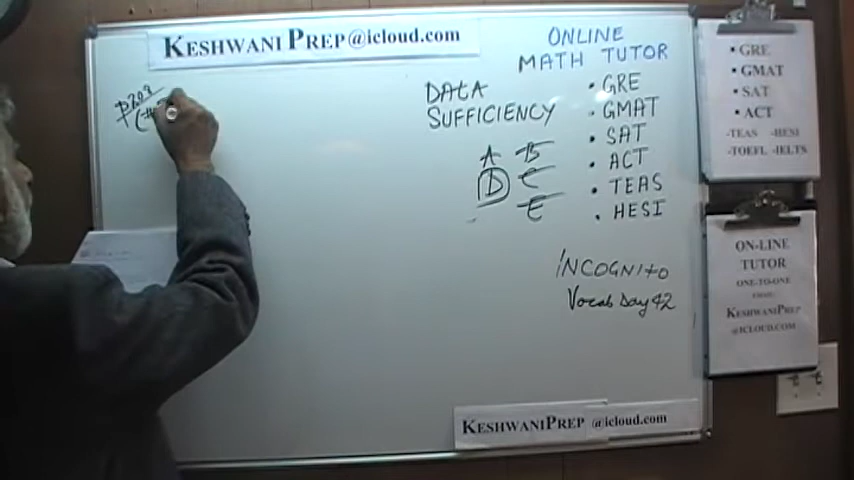 KESHWANI PREP@icloud.com
P208
DATA
SUFFICIENCY
A B
D C
E
ONLINE
MATH TUTOR
• GRE
• GMAT
• SAT
• ACT
• TEAS
• HESI
INCOGNITO
Vocab Day 42
KESHWANIPREP @icloud.com
• GRE
• GMAT
• SAT
• ACT
-TEAS -HESI
-TOEFL -IELTS
ON-LINE
TUTOR
ONE-TO-ONE
KESHWANIPREP
@ICLOUD.COM